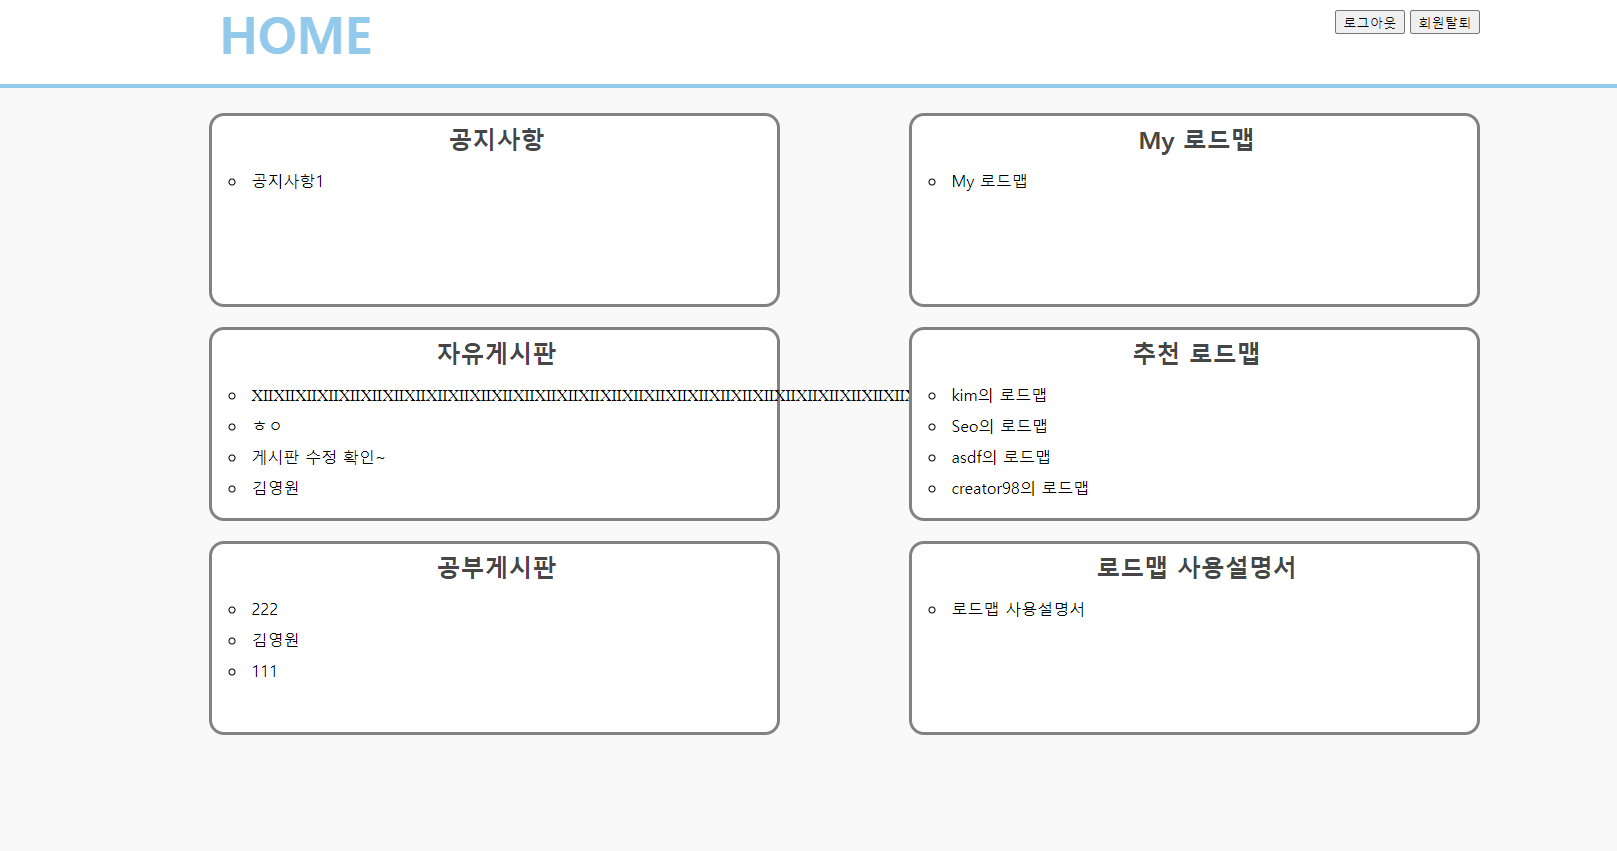 HOME
로그아웃 회원탈퇴
공지사항
공지사항1
My 로드맵
My 로드맵
자유게시판
XIIXIIXIIXIIXIIXIIXIIXIIXIIXIIXIIXIIXIIXIIXIIXIIXIIXIIXIIXIIXIIXIIXIIXIIXIIXIIXIIXIIXIIXII
ㅎㅇ
게시판 수정 확인~
김영원
추천 로드맵
kim의 로드맵
Seo의 로드맵
asdf의 로드맵
creator98의 로드맵
공부게시판
222
김영원
111
로드맵 사용설명서
로드맵 사용설명서